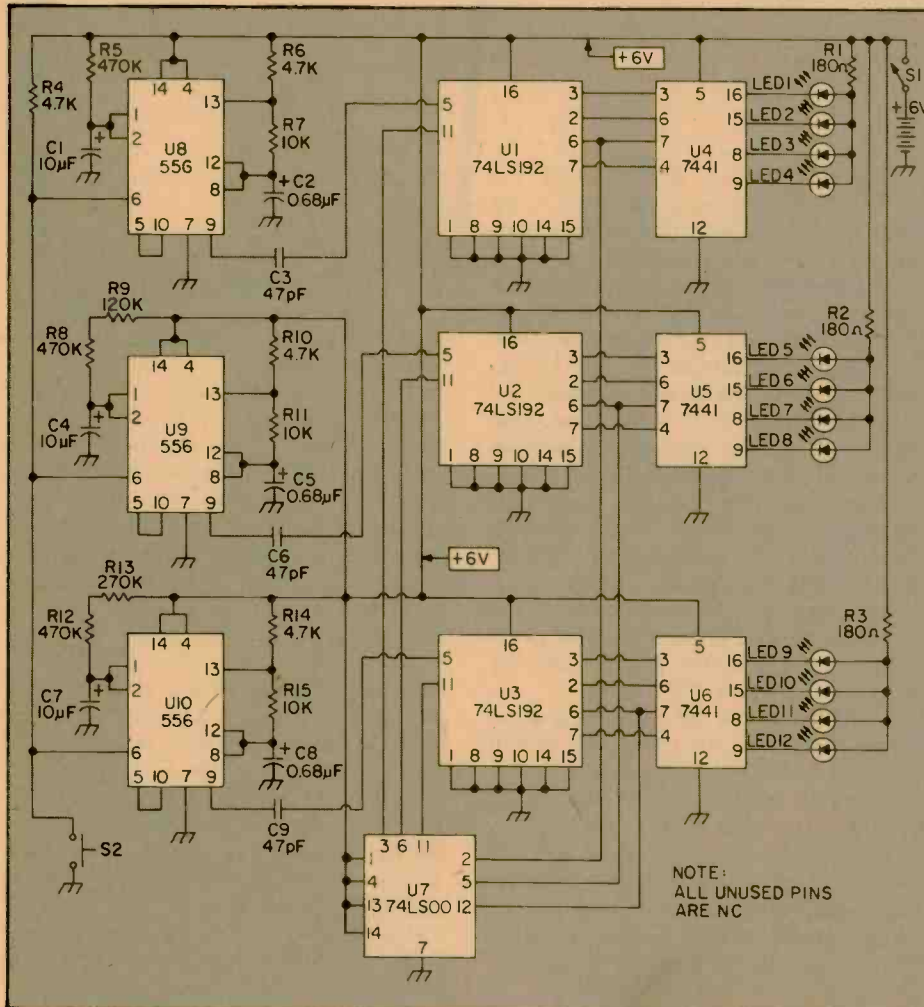 R5
470K
R4
4.7K
C1
10µF
14 4
1
2
13
12
8
6
5 10 7 9
U8
556
R6
4.7K
R7
10K
C2
0.68µF
C3
47pF
+6V
16
5
11
3
2
6
7
U1
74LS192
1 8 9 10 14 15
5
3
6
7
4
16
15
8
9
U4
7441
12
LED1
LED2
LED3
LED4
R1
180Ω
S1
+6V
R9
120K
R8
470K
C4
10µF
14 4
1
2
13
12
8
6
5 10 7 9
U9
556
R10
4.7K
R11
10K
C5
0.68µF
C6
47pF
16
5
11
3
2
6
7
U2
74LS192
1 8 9 10 14 15
5
3
6
7
4
16
15
8
9
U5
7441
12
LED5
LED6
LED7
LED8
R2
180Ω
+6V
R13
270K
R12
470K
C7
10µF
14 4
1
2
13
12
8
6
5 10 7 9
U10
556
R14
4.7K
R15
10K
C8
0.68µF
C9
47pF
16
5
11
3
2
6
7
U3
74LS192
1 8 9 10 14 15
5
3
6
7
4
16
15
8
9
U6
7441
12
LED9
LED10
LED11
LED12
R3
180Ω
S2
3 6 11
1
4
13
14
2
5
12
U7
74LS00
7
NOTE:
ALL UNUSED PINS
ARE NC